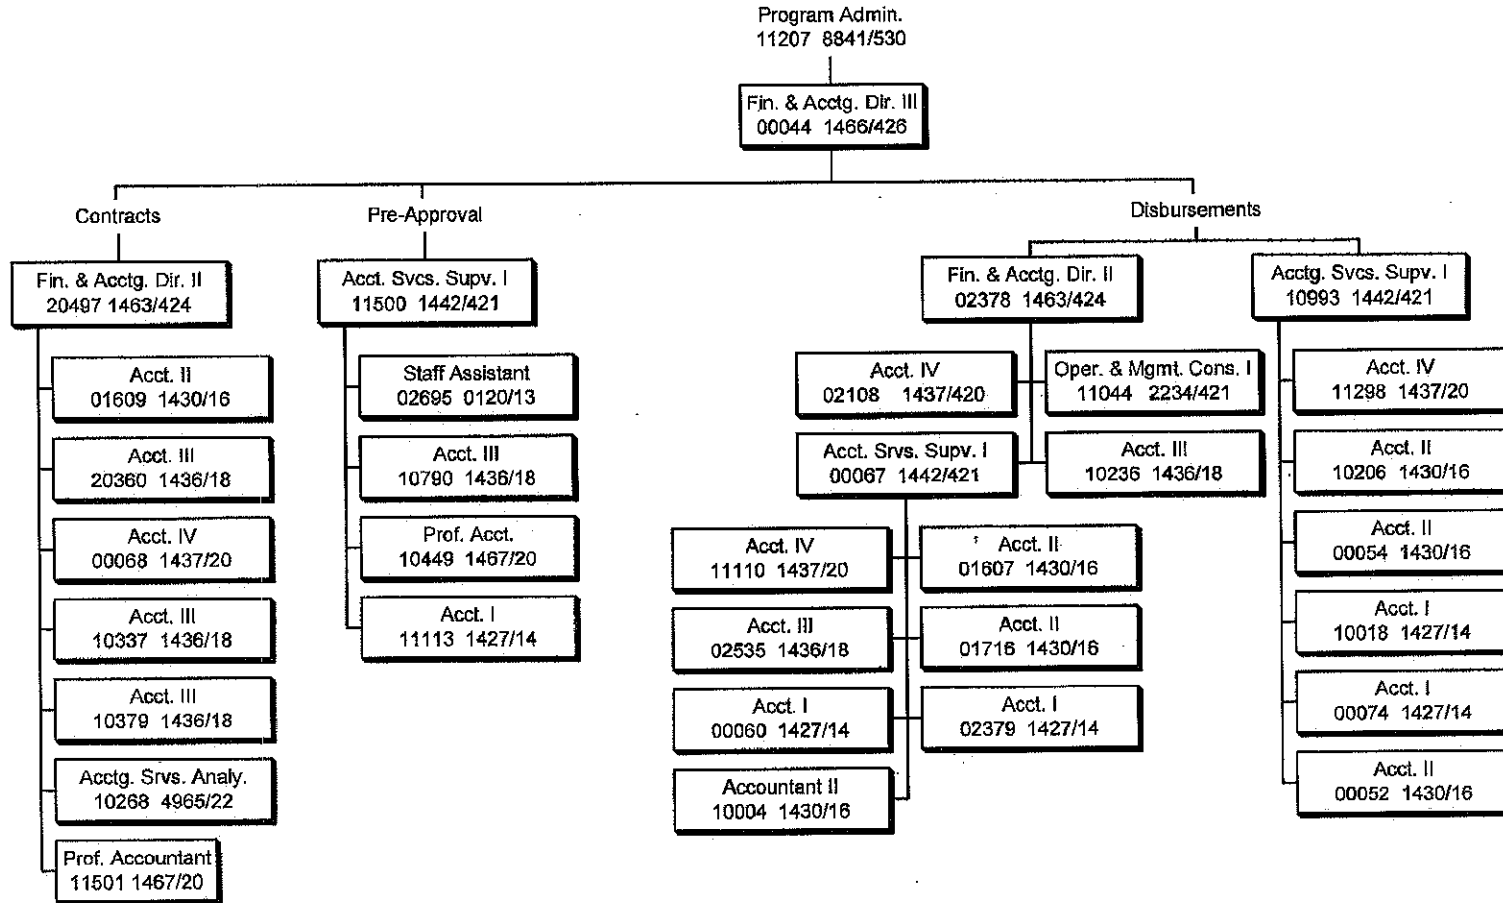 Program Admin.
11207 8841/530
Fin. & Acctg. Dir. III
00044 1466/426
Contracts
Fin. & Acctg. Dir. II
20497 1463/424
Acct. II
01609 1430/16
Acct. III
20360 1436/18
Acct. IV
00068 1437/20
Acct. III
10337 1436/18
Acct. III
10379 1436/18
Acctg. Srvs. Analy.
10268 4965/22
Prof. Accountant
11501 1467/20
Pre-Approval
Acct. Svcs. Supv. I
11500 1442/421
Staff Assistant
02695 0120/13
Acct. III
10790 1436/18
Prof. Acct.
10449 1467/20
Acct. I
11113 1427/14
Disbursements
Fin. & Acctg. Dir. II
02378 1463/424
Acct. IV
02108 1437/420
Oper. & Mgmt. Cons. I
11044 2234/421
Acct. Srvs. Supv. I
00067 1442/421
Acct. III
10236 1436/18
Acct. IV
11110 1437/20
Acct. II
01607 1430/16
Acct. III
02535 1436/18
Acct. II
01716 1430/16
Acct. I
00060 1427/14
Acct. I
02379 1427/14
Accountant II
10004 1430/16
Acctg. Svcs. Supv. I
10993 1442/421
Acct. IV
11298 1437/20
Acct. II
10206 1430/16
Acct. II
00054 1430/16
Acct. I
10018 1427/14
Acct. I
00074 1427/14
Acct. II
00052 1430/16